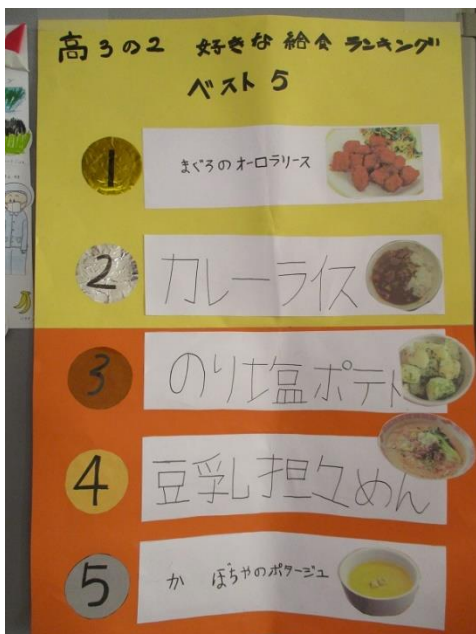 高3の2 好きな給食ランキング
ベスト5
1
まぐろのオーロラリース
2
カレーライス
3
のり塩ポテト
4
豆乳担々めん
5
か ぼちゃのポタージュ